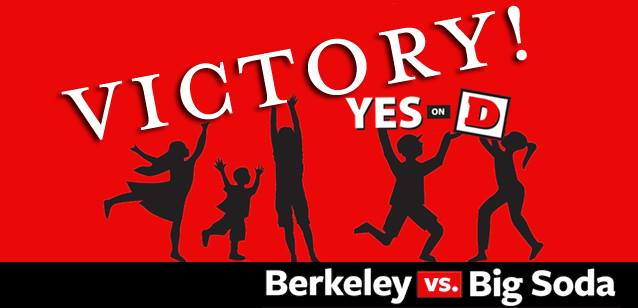 VICTORY!
YES ON D
Berkeley vs. Big Soda